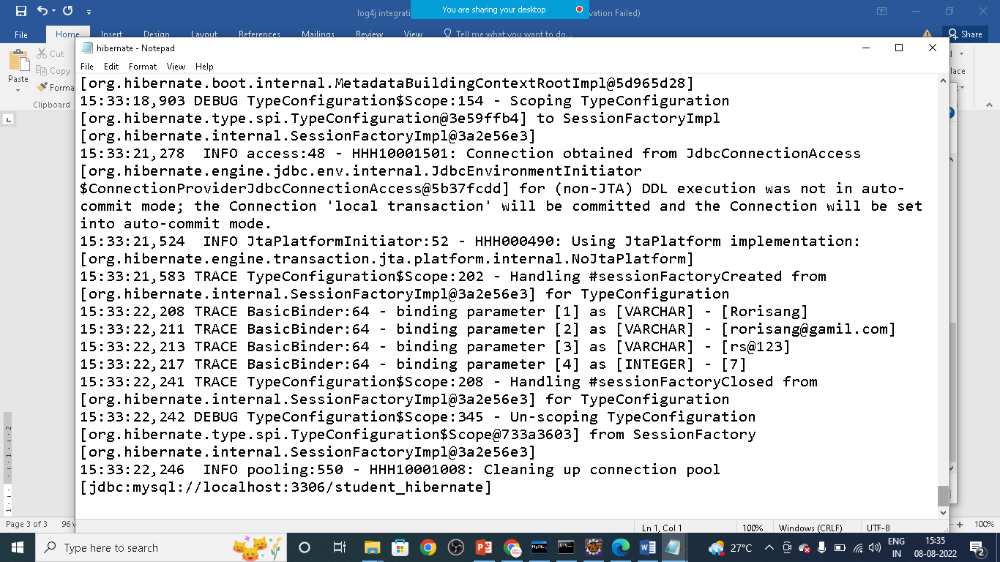 log4j integratio
You are sharing your desktop
vation Failed)
File
Home
Insert
Design
Layout
References
Mailings
Review
View
Tell me what you want to do...
Share
Paste
Cut
Copy
Forma
Clipboard
hibernate - Notepad
File Edit Format View Help
[org.hibernate.boot.internal.MetadataBuildingContextRootImpl@5d965d28]
15:33:18,903 DEBUG TypeConfiguration$Scope:154 - Scoping TypeConfiguration
[org.hibernate.type.spi.TypeConfiguration@3e59ffb4] to SessionFactoryImpl
[org.hibernate.internal.SessionFactoryImpl@3a2e56e3]
15:33:21,278  INFO access:48 - HHH10001501: Connection obtained from JdbcConnectionAccess
[org.hibernate.engine.jdbc.env.internal.JdbcEnvironmentInitiator
$ConnectionProviderJdbcConnectionAccess@5b37fcdd] for (non-JTA) DDL execution was not in auto-
commit mode; the Connection 'local transaction' will be committed and the Connection will be set
into auto-commit mode.
15:33:21,524  INFO JtaPlatformInitiator:52 - HHH000490: Using JtaPlatform implementation:
[org.hibernate.engine.transaction.jta.platform.internal.NoJtaPlatform]
15:33:21,583 TRACE TypeConfiguration$Scope:202 - Handling #sessionFactoryCreated from
[org.hibernate.internal.SessionFactoryImpl@3a2e56e3] for TypeConfiguration
15:33:22,208 TRACE BasicBinder:64 - binding parameter [1] as [VARCHAR] - [Rorisang]
15:33:22,211 TRACE BasicBinder:64 - binding parameter [2] as [VARCHAR] - [rorisang@gamil.com]
15:33:22,213 TRACE BasicBinder:64 - binding parameter [3] as [VARCHAR] - [rs@123]
15:33:22,217 TRACE BasicBinder:64 - binding parameter [4] as [INTEGER] - [7]
15:33:22,241 TRACE TypeConfiguration$Scope:208 - Handling #sessionFactoryClosed from
[org.hibernate.internal.SessionFactoryImpl@3a2e56e3] for TypeConfiguration
15:33:22,242 DEBUG TypeConfiguration$Scope:345 - Un-scoping TypeConfiguration
[org.hibernate.type.spi.TypeConfiguration$Scope@733a3603] from SessionFactory
[org.hibernate.internal.SessionFactoryImpl@3a2e56e3]
15:33:22,246  INFO pooling:550 - HHH10001008: Cleaning up connection pool
[jdbc:mysql://localhost:3306/student_hibernate]
Ln 1, Col 1
100%
Windows (CRLF)
UTF-8
Page 3 of 3
96 w
100%
Type here to search
27°C
ENG
IN
15:35
08-08-2022
2